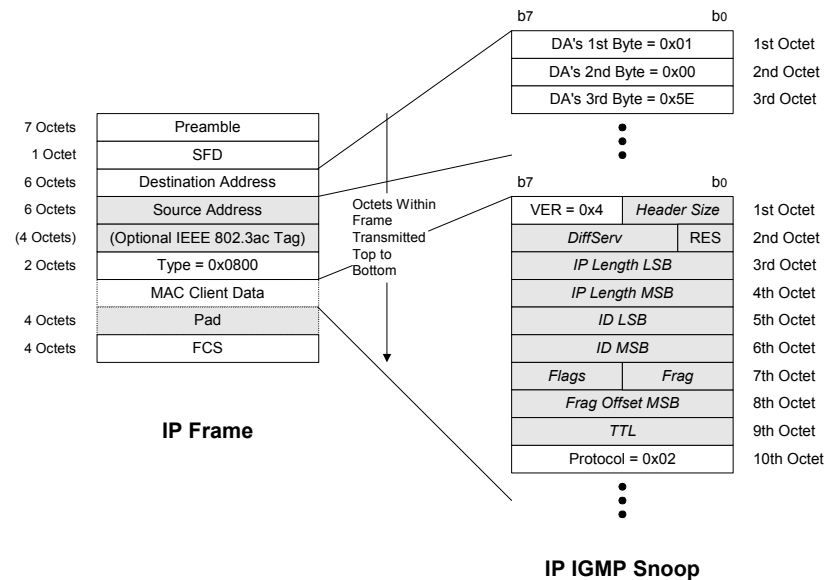 b7 b0
DA's 1st Byte = 0x01 1st Octet
DA's 2nd Byte = 0x00 2nd Octet
DA's 3rd Byte = 0x5E 3rd Octet
7 Octets Preamble
1 Octet SFD
6 Octets Destination Address
6 Octets Source Address
(4 Octets) (Optional IEEE 802.3ac Tag)
2 Octets Type = 0x0800
MAC Client Data
4 Octets Pad
4 Octets FCS
IP Frame
Octets Within
Frame
Transmitted
Top to
Bottom
b7 b0
VER = 0x4 Header Size 1st Octet
DiffServ RES 2nd Octet
IP Length LSB 3rd Octet
IP Length MSB 4th Octet
ID LSB 5th Octet
ID MSB 6th Octet
Flags Frag 7th Octet
Frag Offset MSB 8th Octet
TTL 9th Octet
Protocol = 0x02 10th Octet
IP IGMP Snoop